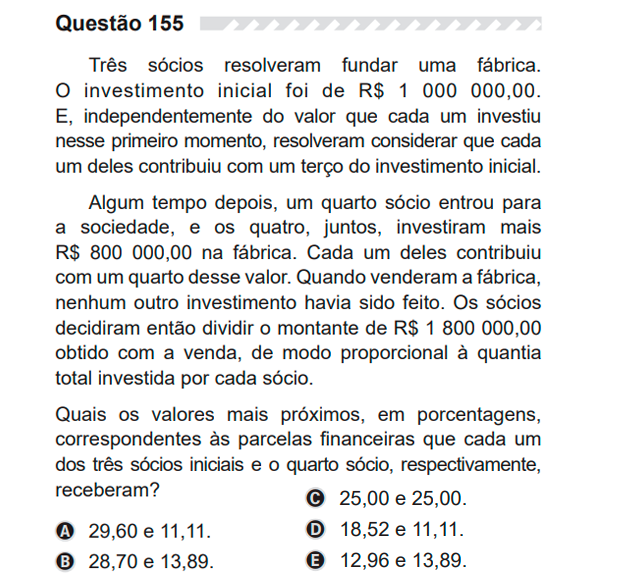 Questão 155
Três sócios resolveram fundar uma fábrica.
O investimento inicial foi de R$ 1 000 000,00.
E, independentemente do valor que cada um investiu
nesse primeiro momento, resolveram considerar que cada
um deles contribuiu com um terço do investimento inicial.
Algum tempo depois, um quarto sócio entrou para
a sociedade, e os quatro, juntos, investiram mais
R$ 800 000,00 na fábrica. Cada um deles contribuiu
com um quarto desse valor. Quando venderam a fábrica,
nenhum outro investimento havia sido feito. Os sócios
decidiram então dividir o montante de R$ 1 800 000,00
obtido com a venda, de modo proporcional à quantia
total investida por cada sócio.
Quais os valores mais próximos, em porcentagens,
correspondentes às parcelas financeiras que cada um
dos três sócios iniciais e o quarto sócio, respectivamente,
receberam?
A 29,60 e 11,11.
B 28,70 e 13,89.
C 25,00 e 25,00.
D 18,52 e 11,11.
E 12,96 e 13,89.